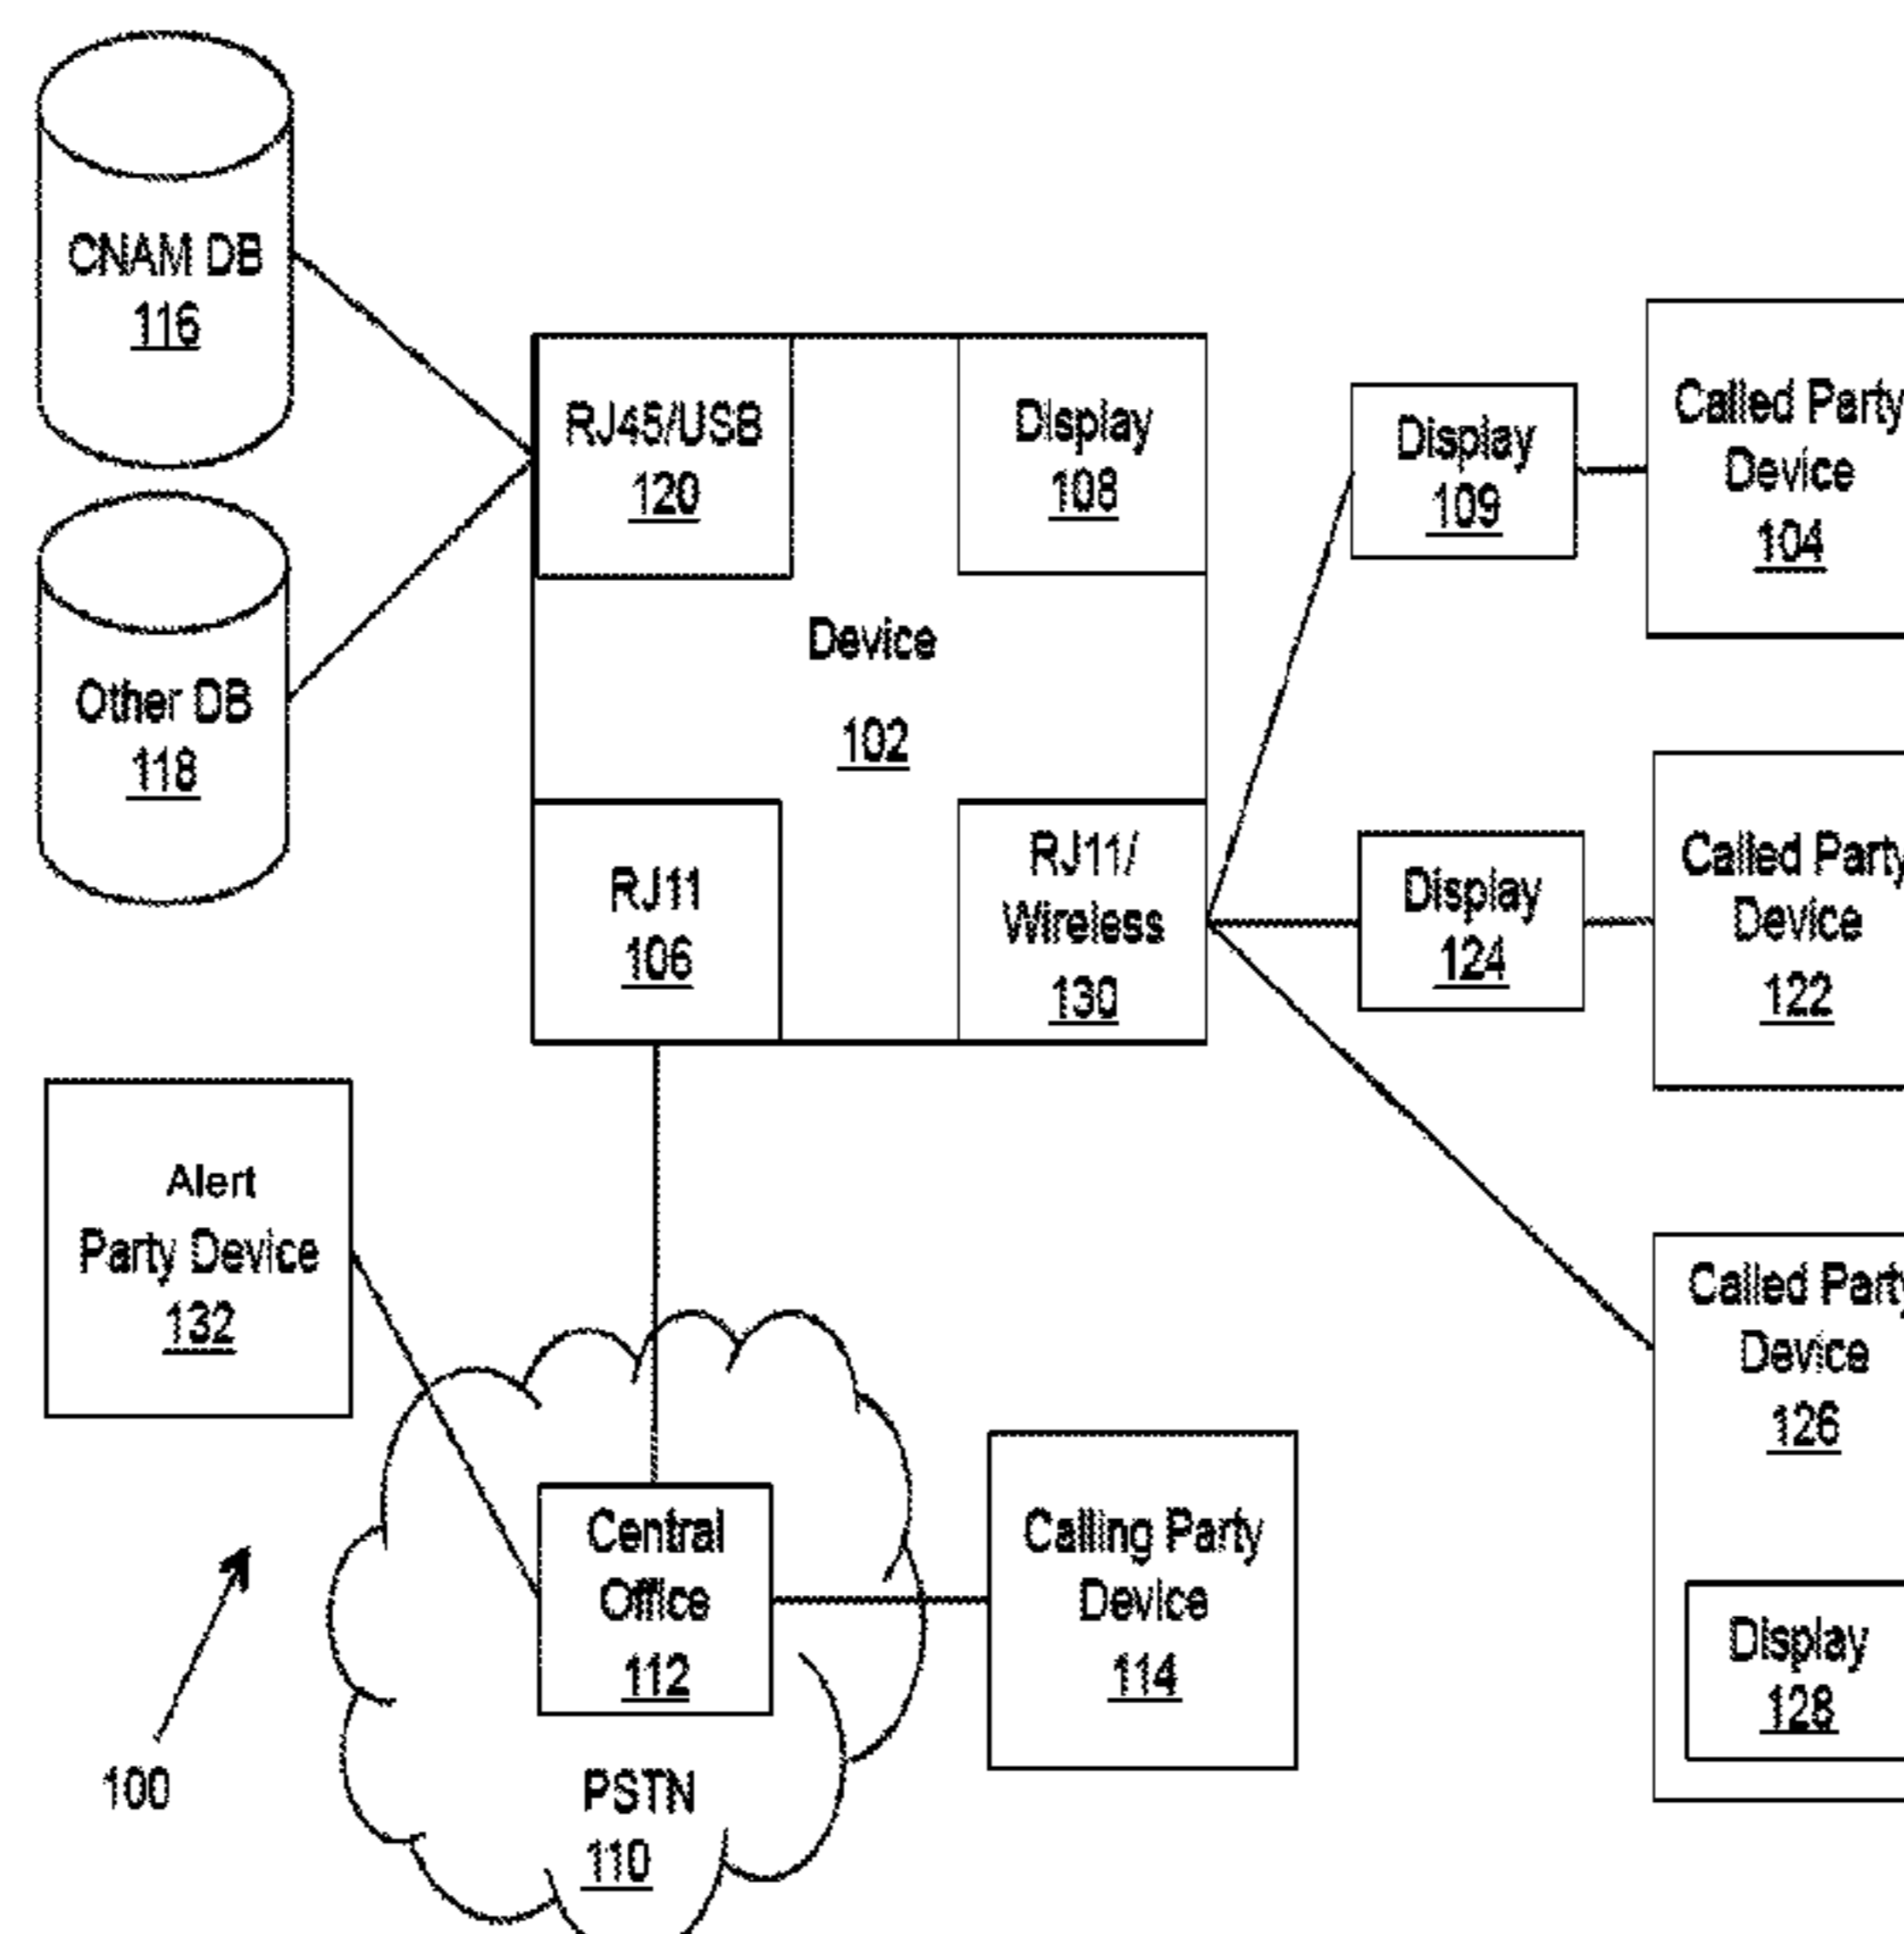 CNAM DB
116
Other DB
118
RJ45/USB
120
Display
108
Device
102
RJ11
106
RJ11/
Wireless
130
Display
109
Called Party
Device
104
Display
124
Called Party
Device
122
Called Party
Device
126
Display
128
Alert
Party Device
132
Central
Office
112
Calling Party
Device
114
PSTN
110
100